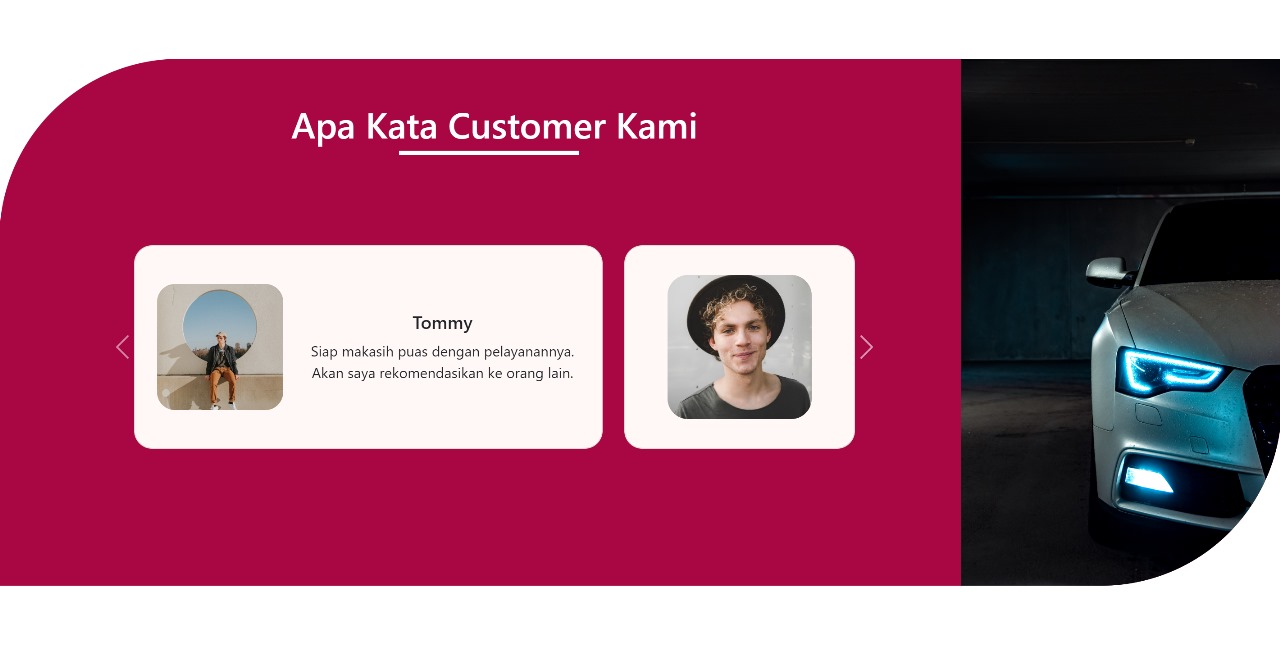 Apa Kata Customer Kami
Tommy
Siap makasih puas dengan pelayanannya.
Akan saya rekomendasikan ke orang lain.